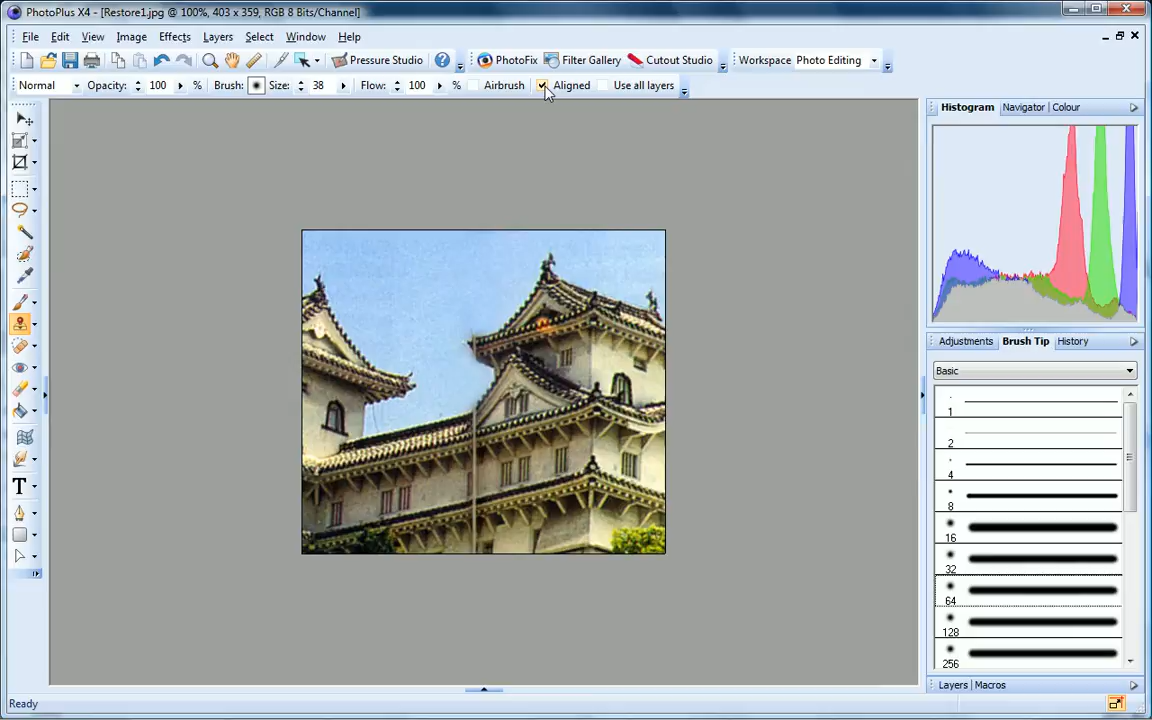 PhotoPlus X4 - [Restore1.jpg @ 100%, 403 x 359, RGB 8 Bits/Channel]
File Edit View Image Effects Layers Select Window Help
Pressure Studio PhotoFix Filter Gallery Cutout Studio Workspace Photo Editing
Normal Opacity: 100 % Brush: Size: 38 Flow: 100 % Airbrush Aligned Use all layers
Histogram Navigator Colour
Adjustments Brush Tip History
Basic
1
2
4
8
16
32
64
128
256
Layers Macros
Ready